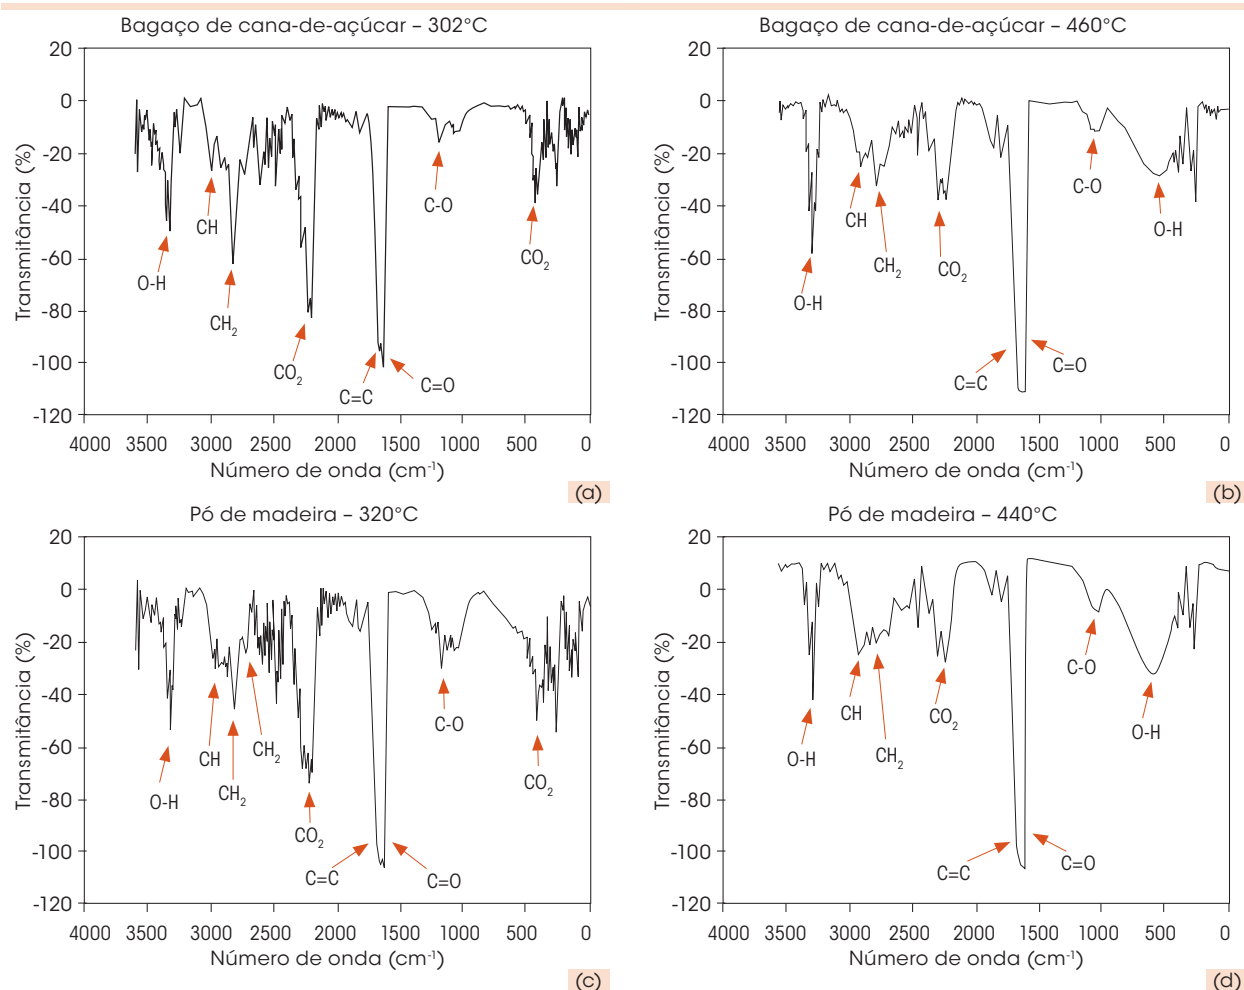 Bagaço de cana-de-açúcar – 302°C
Transmitância (%)
20
0
-20
-40
-60
-80
-100
-120
O-H
CH
CH2
CO2
C=C
C=O
C-O
CO2
4000 3500 3000 2500 2000 1500 1000 500 0
Número de onda (cm-1)
(a)
Bagaço de cana-de-açúcar – 460°C
Transmitância (%)
20
0
-20
-40
-60
-80
-100
-120
O-H
CH
CH2
CO2
C=C
C=O
C-O
O-H
4000 3500 3000 2500 2000 1500 1000 500 0
Número de onda (cm-1)
(b)
Pó de madeira – 320°C
Transmitância (%)
20
0
-20
-40
-60
-80
-100
-120
O-H
CH
CH2
CH2
CO2
C=C
C=O
C-O
CO2
4000 3500 3000 2500 2000 1500 1000 500 0
Número de onda (cm-1)
(c)
Pó de madeira – 440°C
Transmitância (%)
20
0
-20
-40
-60
-80
-100
-120
O-H
CH
CH2
CO2
C=C
C=O
C-O
O-H
4000 3500 3000 2500 2000 1500 1000 500 0
Número de onda (cm-1)
(d)